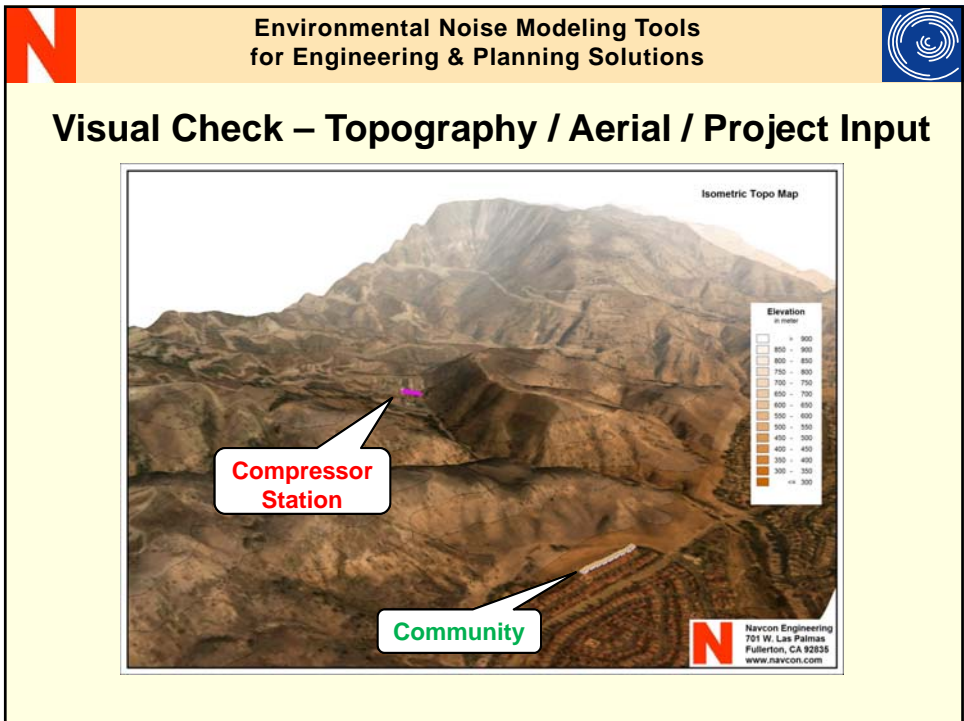 N
Environmental Noise Modeling Tools
for Engineering & Planning Solutions
Visual Check – Topography / Aerial / Project Input
Isometric Topo Map
Elevation
in meter
> 900
850 - 900
800 - 850
750 - 800
700 - 750
650 - 700
600 - 650
550 - 600
500 - 550
450 - 500
400 - 450
350 - 400
300 - 350
<= 300
Compressor
Station
Community
N
Navcon Engineering
701 W. Las Palmas
Fullerton, CA 92835
www.navcon.com